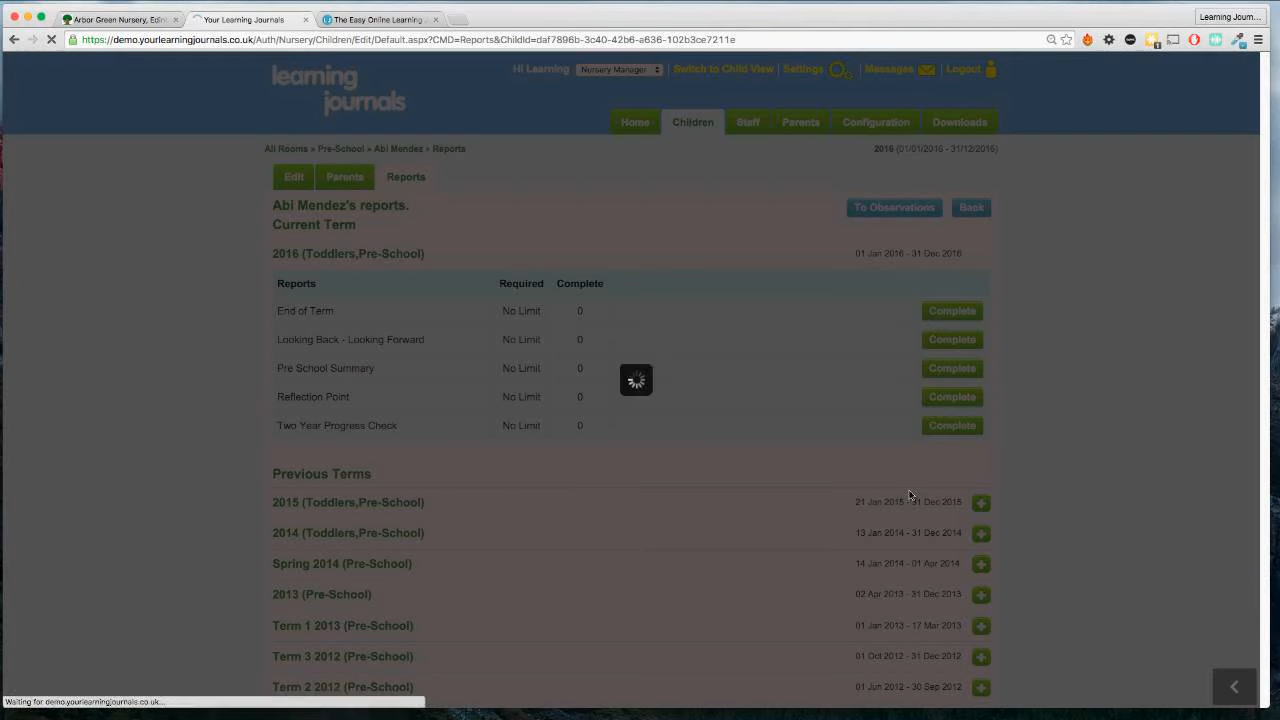 Arbor Green Nursery, Edin
Your Learning Journals
The Easy Online Learning
Learning Journ...
https://demo.yourlearningjournals.co.uk/Auth/Nursery/Children/Edit/Default.aspx?CMD=Reports&ChildId=daf7896b-3c40-42b6-a636-102b3ce7211e
learning journals
Hi Learning Nursery Manager Switch to Child View Settings Messages Logout
Home Children Staff Parents Configuration Downloads
All Rooms » Pre-School » Abi Mendez » Reports 2016 (01/01/2016 - 31/12/2016)
Edit Parents Reports
Abi Mendez's reports. To Observations Back
Current Term
2016 (Toddlers,Pre-School) 01 Jan 2016 - 31 Dec 2016
Reports Required Complete
End of Term No Limit 0 Complete
Looking Back - Looking Forward No Limit 0 Complete
Pre School Summary No Limit 0 Complete
Reflection Point No Limit 0 Complete
Two Year Progress Check No Limit 0 Complete
Previous Terms
2015 (Toddlers,Pre-School) 21 Jan 2015 - 31 Dec 2015
2014 (Toddlers,Pre-School) 13 Jan 2014 - 31 Dec 2014
Spring 2014 (Pre-School) 14 Jan 2014 - 01 Apr 2014
2013 (Pre-School) 02 Apr 2013 - 31 Dec 2013
Term 1 2013 (Pre-School) 01 Jan 2013 - 17 Mar 2013
Term 3 2012 (Pre-School) 01 Oct 2012 - 31 Dec 2012
Term 2 2012 (Pre-School) 01 Jun 2012 - 30 Sep 2012
Waiting for demo.yourlearningjournals.co.uk...